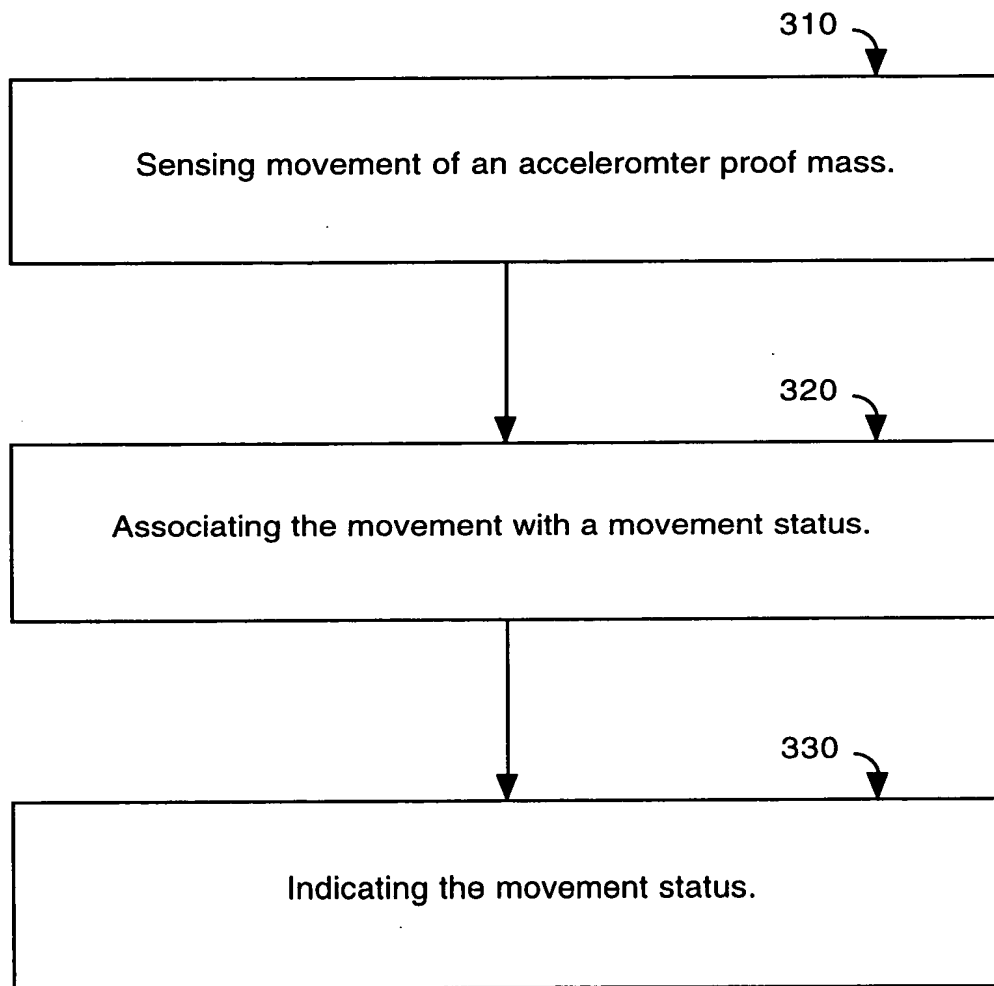 310
Sensing movement of an acceleromter proof mass.
320
Associating the movement with a movement status.
330
Indicating the movement status.